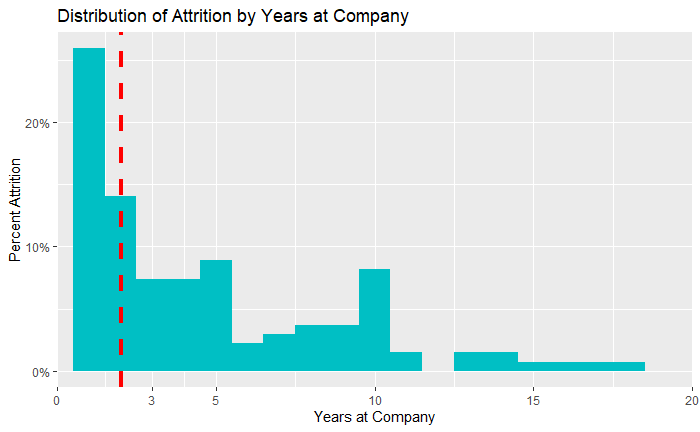 Distribution of Attrition by Years at Company
Percent Attrition
20%
10%
0%
0 3 5 10 15 20
Years at Company